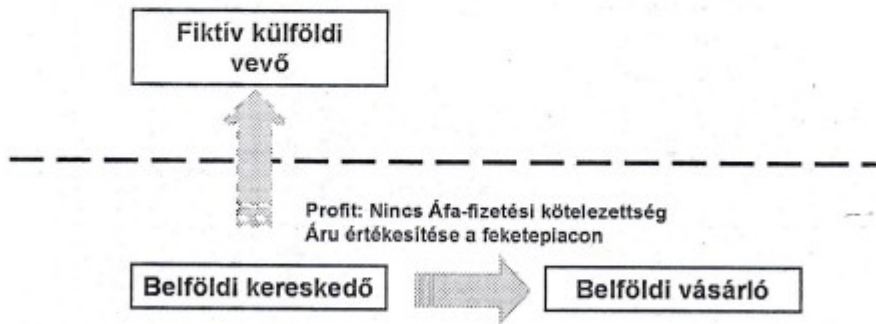 Fiktív külföldi
vevő
Profit: Nincs Áfa-fizetési kötelezettség
Áru értékesítése a feketepiacon
Belföldi kereskedő
Belföldi vásárló